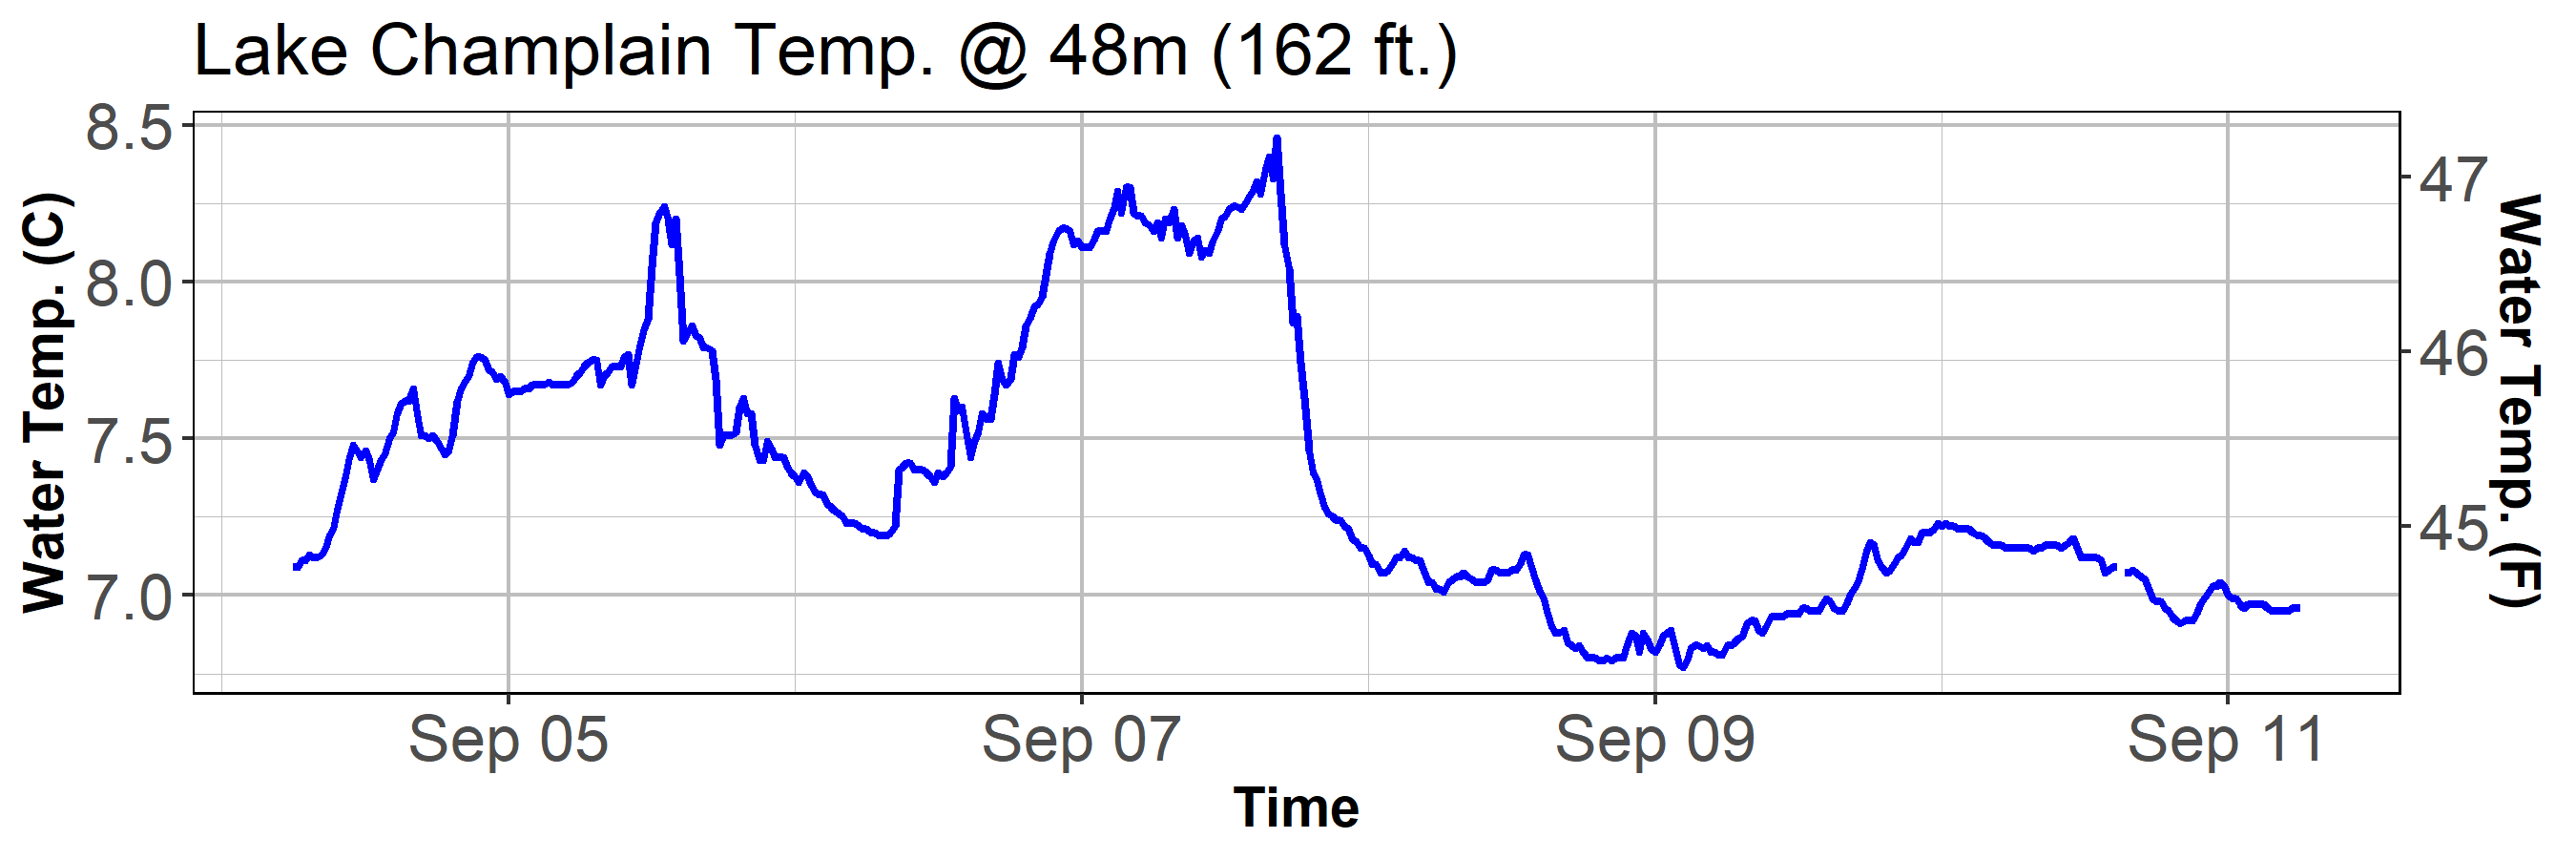 Lake Champlain Temp. @ 48m (162 ft.)
Water Temp. (C)
8.5
8.0
7.5
7.0
47
46
45
Water Temp. (F)
Sep 05
Sep 07
Sep 09
Sep 11
Time